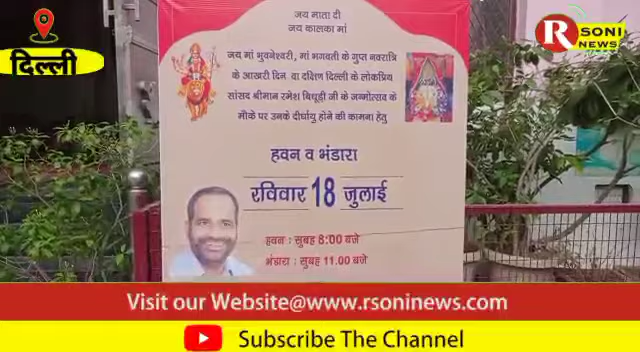 दिल्ली
RSONI
NEWS
जय माता दी
जय कालका मां
जय मां भुवनेश्वरी, मां भगवती के गुप्त नवरात्रि
के आखरी दिन वा दक्षिण दिल्ली के लोकप्रिय
सांसद श्रीमान रमेश बिधूड़ी जी के जन्मोत्सव के
मौके पर उनके दीर्घायु होने की कामना हेतु
हवन व भंडारा
रविवार 18 जुलाई
हवन : सुबह 8:00 बजे
भंडारा : सुबह 11.00 बजे
Visit our Website@www.rsoninews.com
Subscribe The Channel